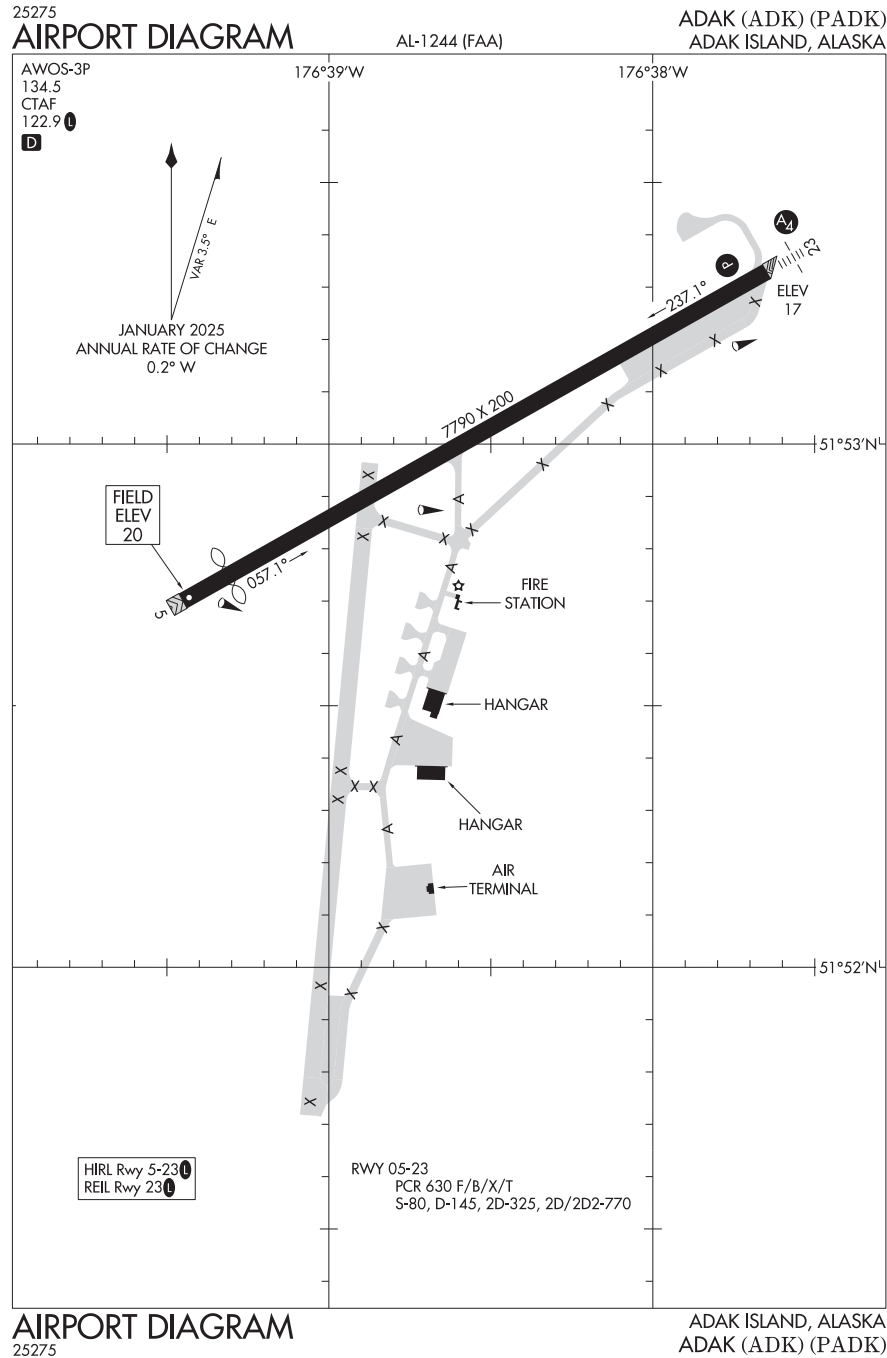 25275
AIRPORT DIAGRAM
AL-1244 (FAA)
ADAK (ADK) (PADK)
ADAK ISLAND, ALASKA
AWOS-3P
134.5
CTAF
122.9 L
D
176°39'W
176°38'W
VAR 3.5° E
JANUARY 2025
ANNUAL RATE OF CHANGE
0.2° W
A4
23
P
ELEV
17
237.1°
X
X
X
7790 X 200
X
51°53'N
X
X
FIELD
ELEV
20
A
X
X
X
X
057.1°
A
5
FIRE
STATION
A
HANGAR
A
X
X
X
X
HANGAR
A
AIR
TERMINAL
X
51°52'N
X
X
X
HIRL Rwy 5-23 L
REIL Rwy 23 L
RWY 05-23
PCR 630 F/B/X/T
S-80, D-145, 2D-325, 2D/2D2-770
AIRPORT DIAGRAM
25275
ADAK ISLAND, ALASKA
ADAK (ADK) (PADK)